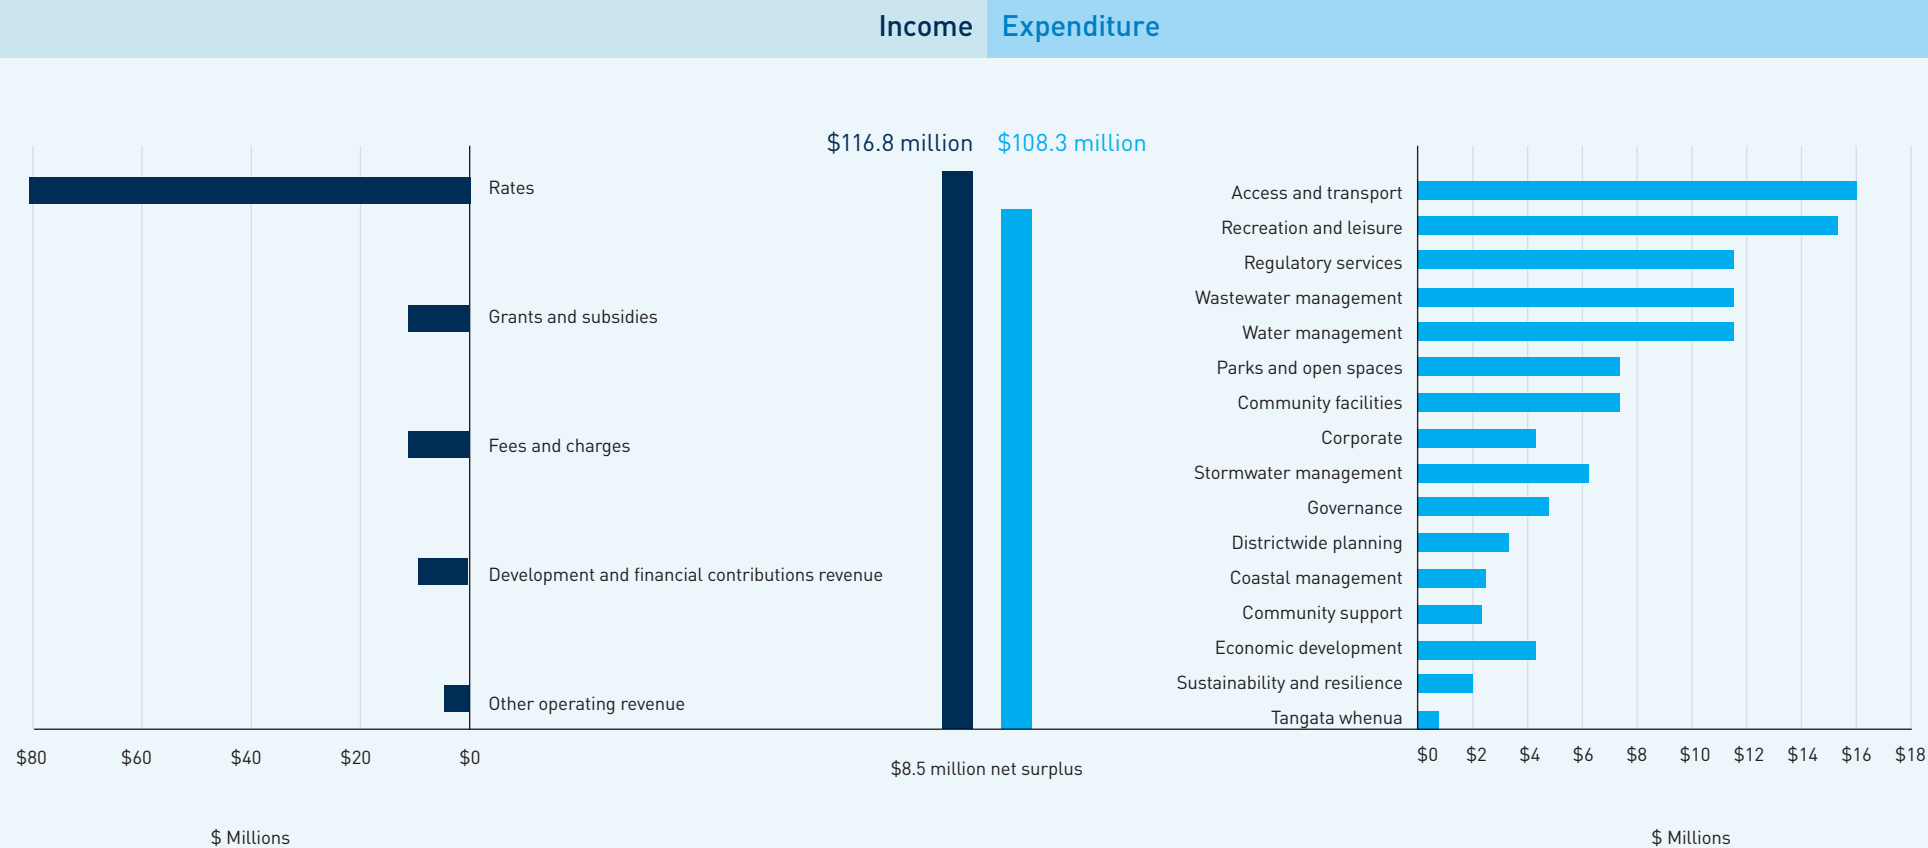 Income
Expenditure
$116.8 million
$108.3 million
Rates
Grants and subsidies
Fees and charges
Development and financial contributions revenue
Other operating revenue
$80 $60 $40 $20 $0
$ Millions
$8.5 million net surplus
Access and transport
Recreation and leisure
Regulatory services
Wastewater management
Water management
Parks and open spaces
Community facilities
Corporate
Stormwater management
Governance
Districtwide planning
Coastal management
Community support
Economic development
Sustainability and resilience
Tangata whenua
$0 $2 $4 $6 $8 $10 $12 $14 $16 $18
$ Millions